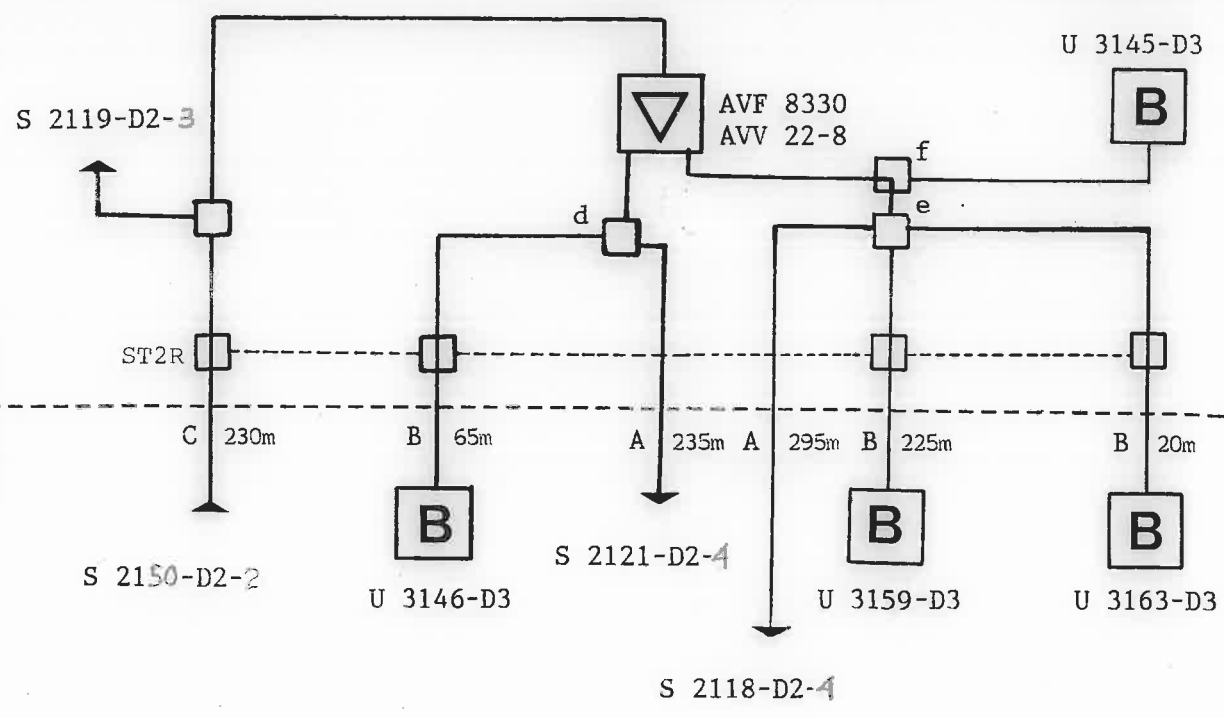 U 3145-D3
B
S 2119-D2-3
AVF 8330
AVV 22-8
f
d
e
ST2R
C 230m
B 65m
A 235m
A 295m
B 225m
B 20m
B
B
B
S 2150-D2-2
S 2121-D2-4
U 3146-D3
U 3159-D3
U 3163-D3
S 2118-D2-4